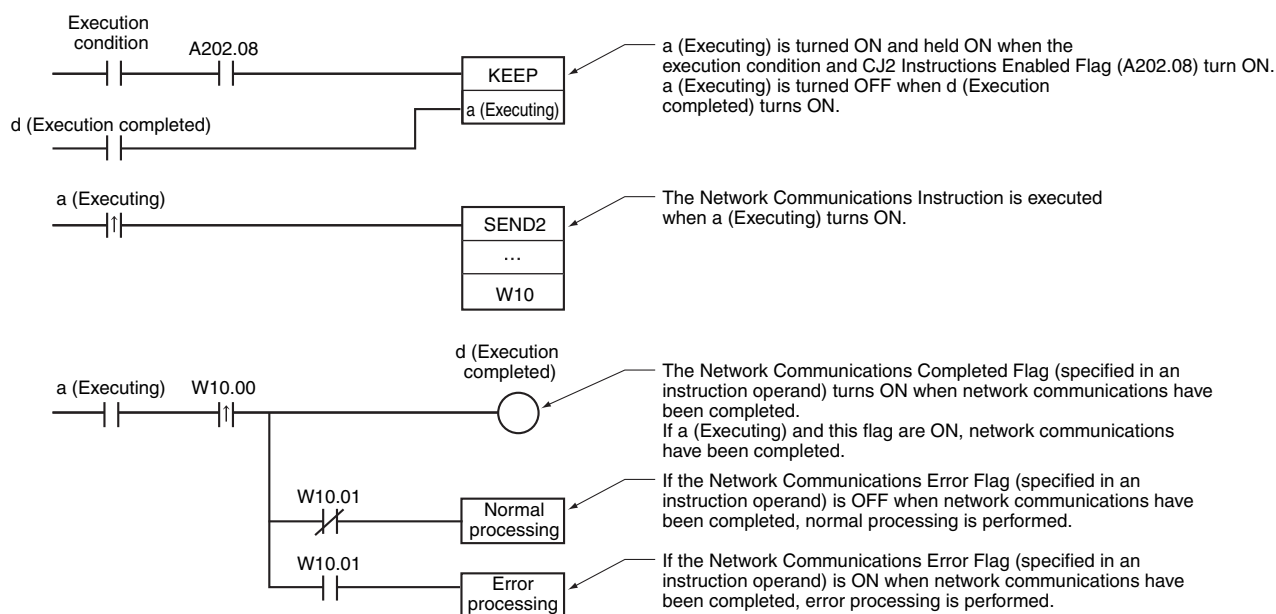 Execution
condition
A202.08
KEEP
a (Executing)
d (Execution completed)
a (Executing) is turned ON and held ON when the
execution condition and CJ2 Instructions Enabled Flag (A202.08) turn ON.
a (Executing) is turned OFF when d (Execution
completed) turns ON.
a (Executing)
↑
SEND2
...
W10
The Network Communications Instruction is executed
when a (Executing) turns ON.
a (Executing)
W10.00
↑
d (Execution
completed)
The Network Communications Completed Flag (specified in an
instruction operand) turns ON when network communications have
been completed.
If a (Executing) and this flag are ON, network communications
have been completed.
W10.01
Normal
processing
If the Network Communications Error Flag (specified in an
instruction operand) is OFF when network communications have
been completed, normal processing is performed.
W10.01
Error
processing
If the Network Communications Error Flag (specified in an
instruction operand) is ON when network communications have
been completed, error processing is performed.